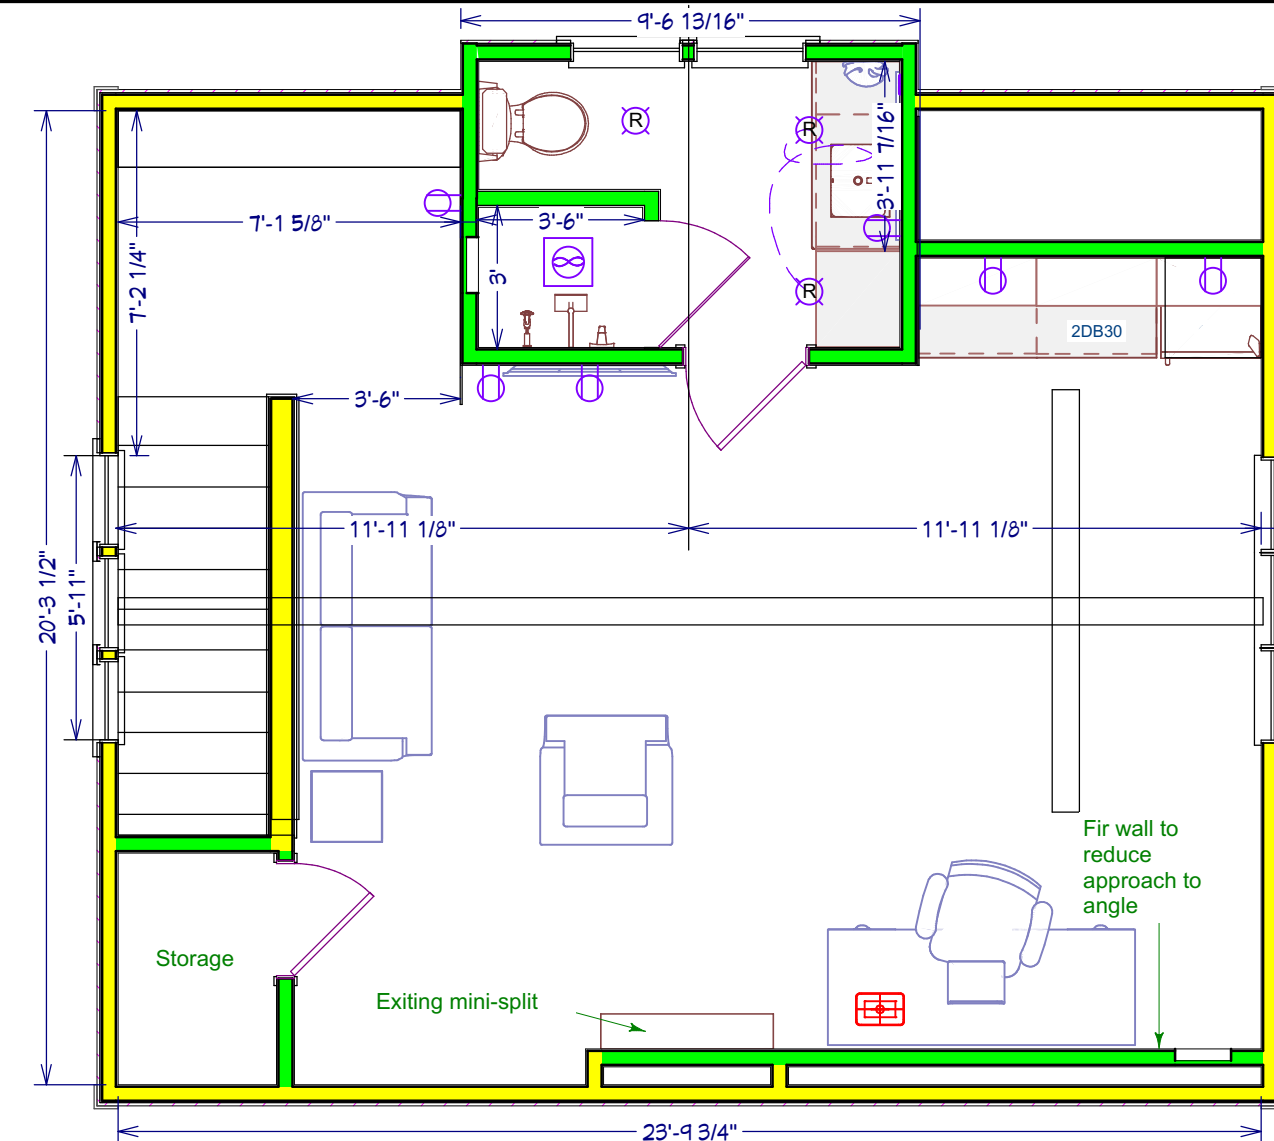 9'-6 13/16"
R
R
3'-11 7/16"
7'-1 5/8"
3'-6"
7'-2 1/4"
3'
R
2DB30
3'-6"
11'-11 1/8"
11'-11 1/8"
20'-3 1/2"
5'-11"
Fir wall to
reduce
approach to
angle
Storage
Exiting mini-split
23'-9 3/4"